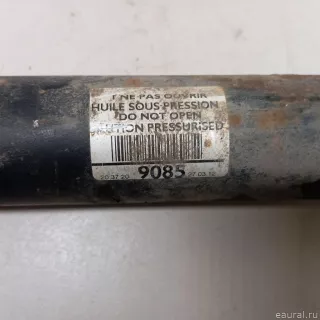 NE PAS OUVRIR
HUILE SOUS PRESSION
DO NOT OPEN
PRESSURISED
9085
eaural.ru